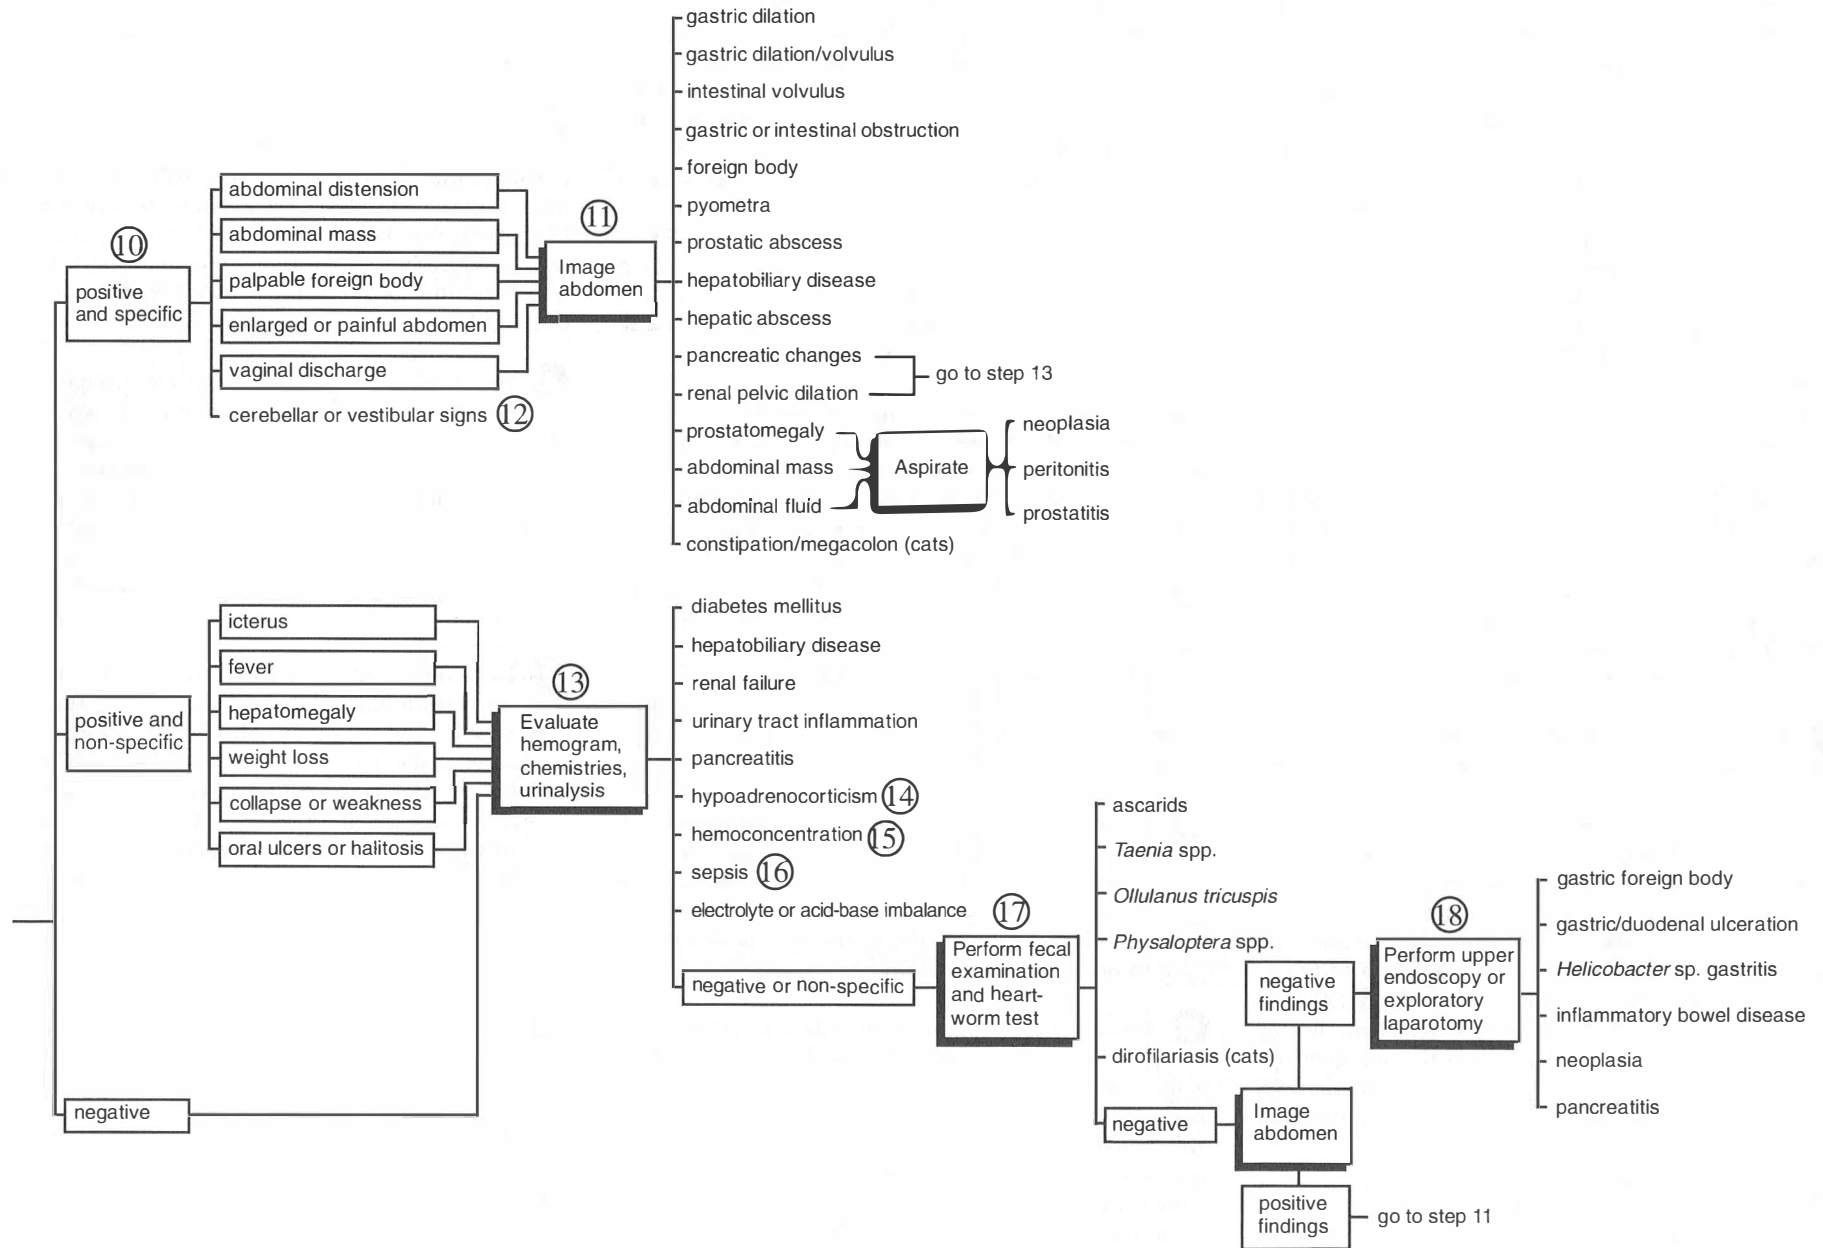 gastric dilation
gastric dilation/volvulus
intestinal volvulus
gastric or intestinal obstruction
foreign body
pyometra
prostatic abscess
hepatobiliary disease
hepatic abscess
pancreatic changes
renal pelvic dilation
go to step 13
prostatomegaly
abdominal mass
abdominal fluid
Aspirate
neoplasia
peritonitis
prostatitis
constipation/megacolon (cats)
10
positive
and specific
abdominal distension
abdominal mass
palpable foreign body
enlarged or painful abdomen
vaginal discharge
cerebellar or vestibular signs 12
11
Image
abdomen
positive and
non-specific
icterus
fever
hepatomegaly
weight loss
collapse or weakness
oral ulcers or halitosis
negative
13
Evaluate
hemogram,
chemistries,
urinalysis
diabetes mellitus
hepatobiliary disease
renal failure
urinary tract inflammation
pancreatitis
hypoadrenocorticism 14
hemoconcentration 15
sepsis 16
electrolyte or acid-base imbalance
negative or non-specific
17
Perform fecal
examination
and heart-
worm test
ascarids
Taenia spp.
Ollulanus tricuspis
Physaloptera spp.
dirofilariasis (cats)
negative
Image
abdomen
negative
findings
positive
findings
go to step 11
18
Perform upper
endoscopy or
exploratory
laparotomy
gastric foreign body
gastric/duodenal ulceration
Helicobacter sp. gastritis
inflammatory bowel disease
neoplasia
pancreatitis